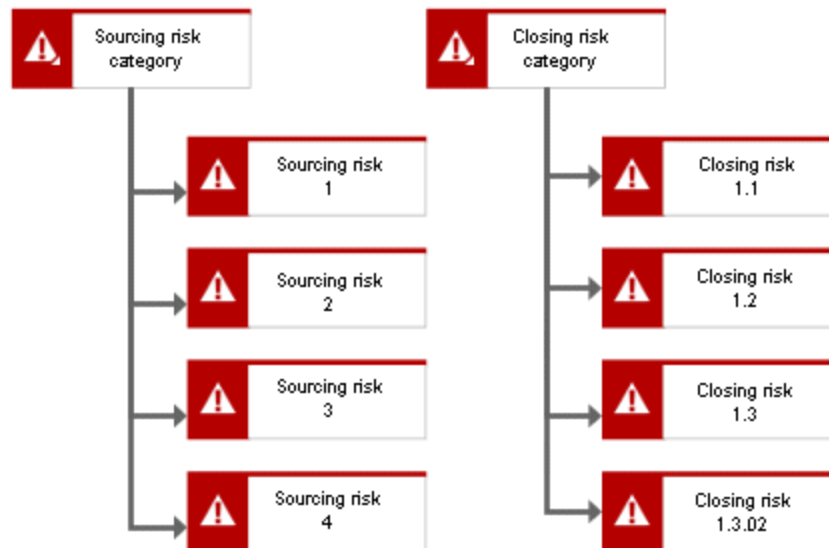 Sourcing risk
category
Sourcing risk
1
Sourcing risk
2
Sourcing risk
3
Sourcing risk
4
Closing risk
category
Closing risk
1.1
Closing risk
1.2
Closing risk
1.3
Closing risk
1.3.02